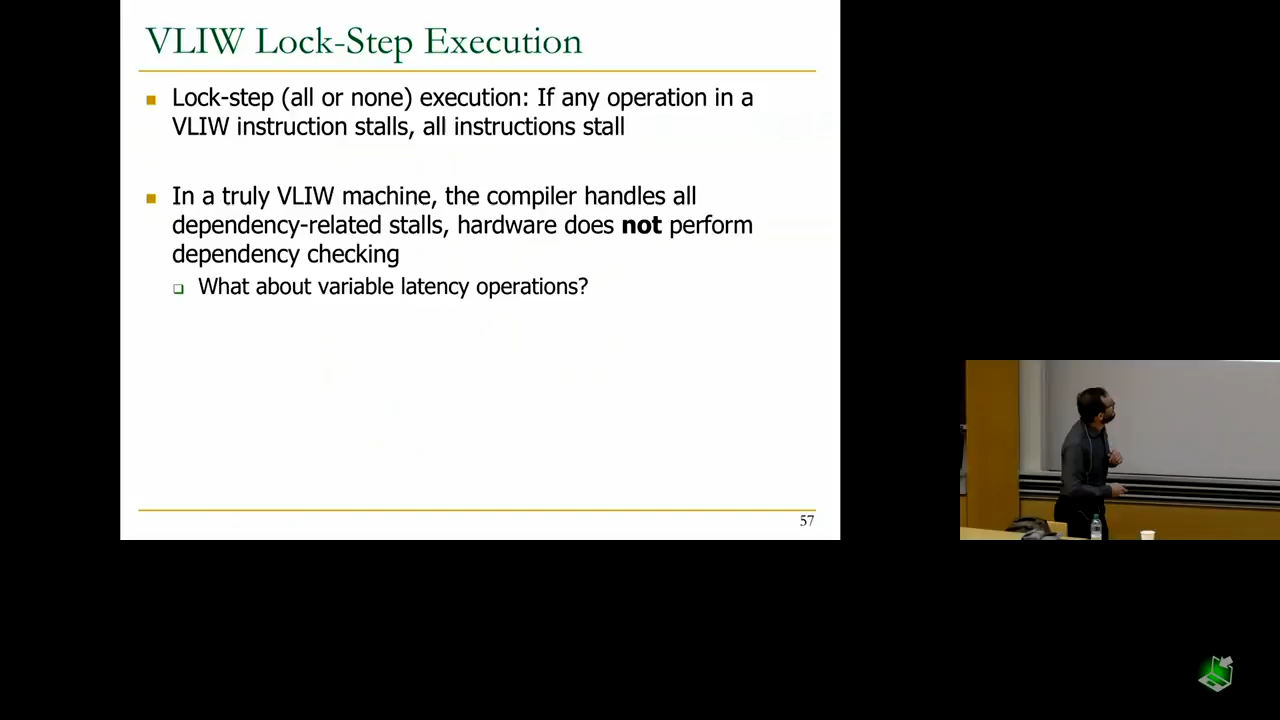 VLIW Lock-Step Execution
Lock-step (all or none) execution: If any operation in a
VLIW instruction stalls, all instructions stall
In a truly VLIW machine, the compiler handles all
dependency-related stalls, hardware does not perform
dependency checking
What about variable latency operations?
57